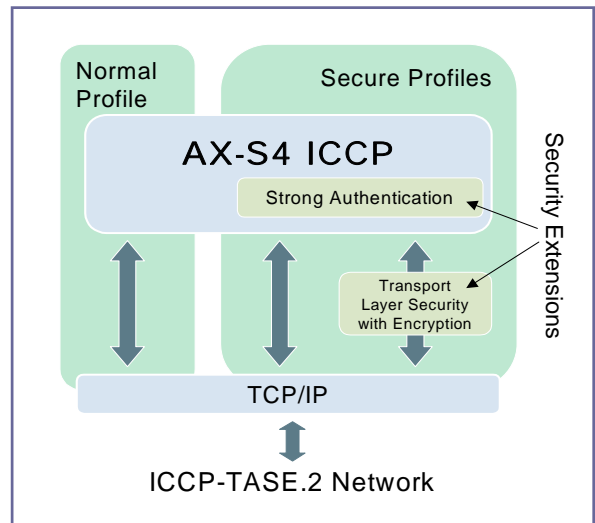 Normal
Profile
Secure Profiles
AX-S4 ICCP
Strong Authentication
Security Extensions
Transport
Layer Security
with Encryption
TCP/IP
ICCP-TASE.2 Network